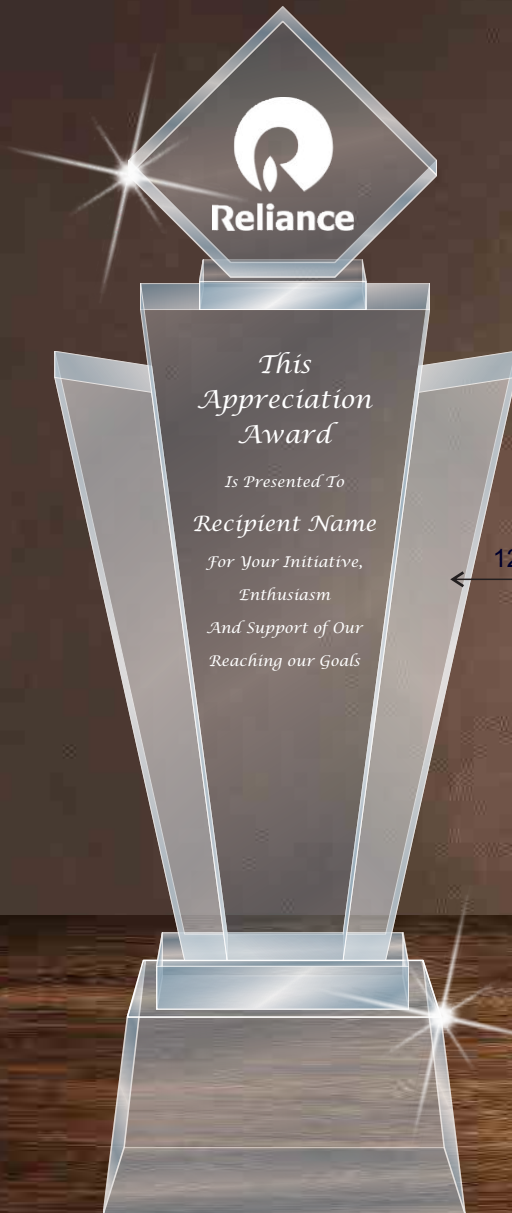 Reliance
This
Appreciation
Award
Is Presented To
Recipient Name
For Your Initiative,
Enthusiasm
And Support of Our
Reaching our Goals
12